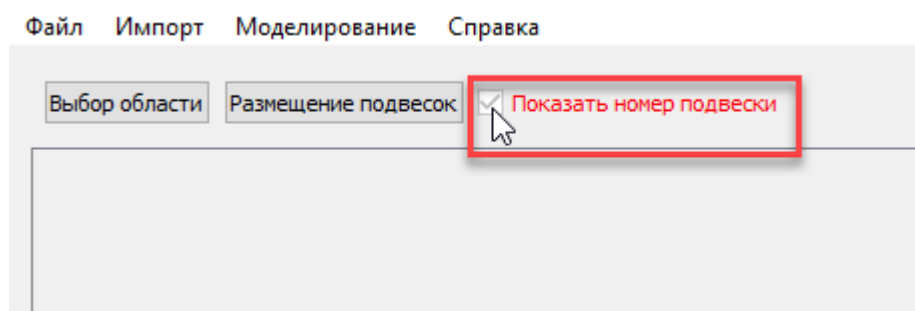 Файл Импорт Моделирование Справка
Выбор области Размещение подвесок Показать номер подвески